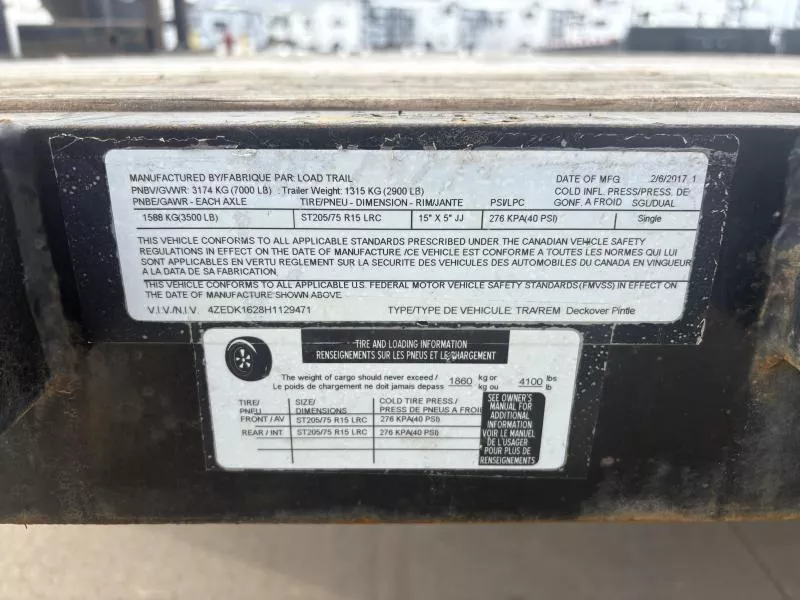 MANUFACTURED BY/FABRIQUE PAR: LOAD TRAIL DATE OF MFG 2/6/2017 1
PNBV/GVWR: 3174 KG (7000 LB) Trailer Weight: 1315 KG (2900 LB) COLD INFL. PRESS/PRESS. DE
PNBE/GAWR - EACH AXLE TIRE/PNEU - DIMENSION - RIM/JANTE PSI/LPC GONF. A FROID SGU/DUAL
1588 KG(3500 LB) ST205/75 R15 LRC 15" X 5" JJ 276 KPA(40 PSI) Single
THIS VEHICLE CONFORMS TO ALL APPLICABLE STANDARDS PRESCRIBED UNDER THE CANADIAN VEHICLE SAFETY
REGULATIONS IN EFFECT ON THE DATE OF MANUFACTURE /CE VEHICLE EST CONFORME A TOUTES LES NORMES QUI LUI
SONT APPLICABLES EN VERTU REGLEMENT SUR LA SECURITE DES VEHICULES DES AUTOMOBILES DU CANADA EN VINGUEUR
A LA DATA DE SA FABRICATION.
THIS VEHICLE CONFORMS TO ALL APPLICABLE U.S. FEDERAL MOTOR VEHICLE SAFETY STANDARDS(FMVSS) IN EFFECT ON
THE DATE OF MANUFACTURE SHOWN ABOVE.
V.I.V./N.I.V. 4ZEDK1628H1129471 TYPE/TYPE DE VEHICULE: TRA/REM Deckover Pintle
TIRE AND LOADING INFORMATION
RENSEIGNEMENTS SUR LES PNEUS ET LE CHARGEMENT
The weight of cargo should never exceed / 1860 kg or 4100 lbs
Le poids de chargement ne doit jamais depass kg ou lb
TIRE/ SIZE/ COLD TIRE PRESS./
PNEU DIMENSIONS PRESS DE PNEUS A FROI
FRONT / AV ST205/75 R15 LRC 276 KPA(40 PSI)
REAR / INT ST205/75 R15 LRC 276 KPA(40 PSI)
SEE OWNER'S
MANUAL FOR
ADDITIONAL
INFORMATION
VOIR LE MANUEL
DE L'USAGER
POUR PLUS DE
RENSEIGNEMENTS